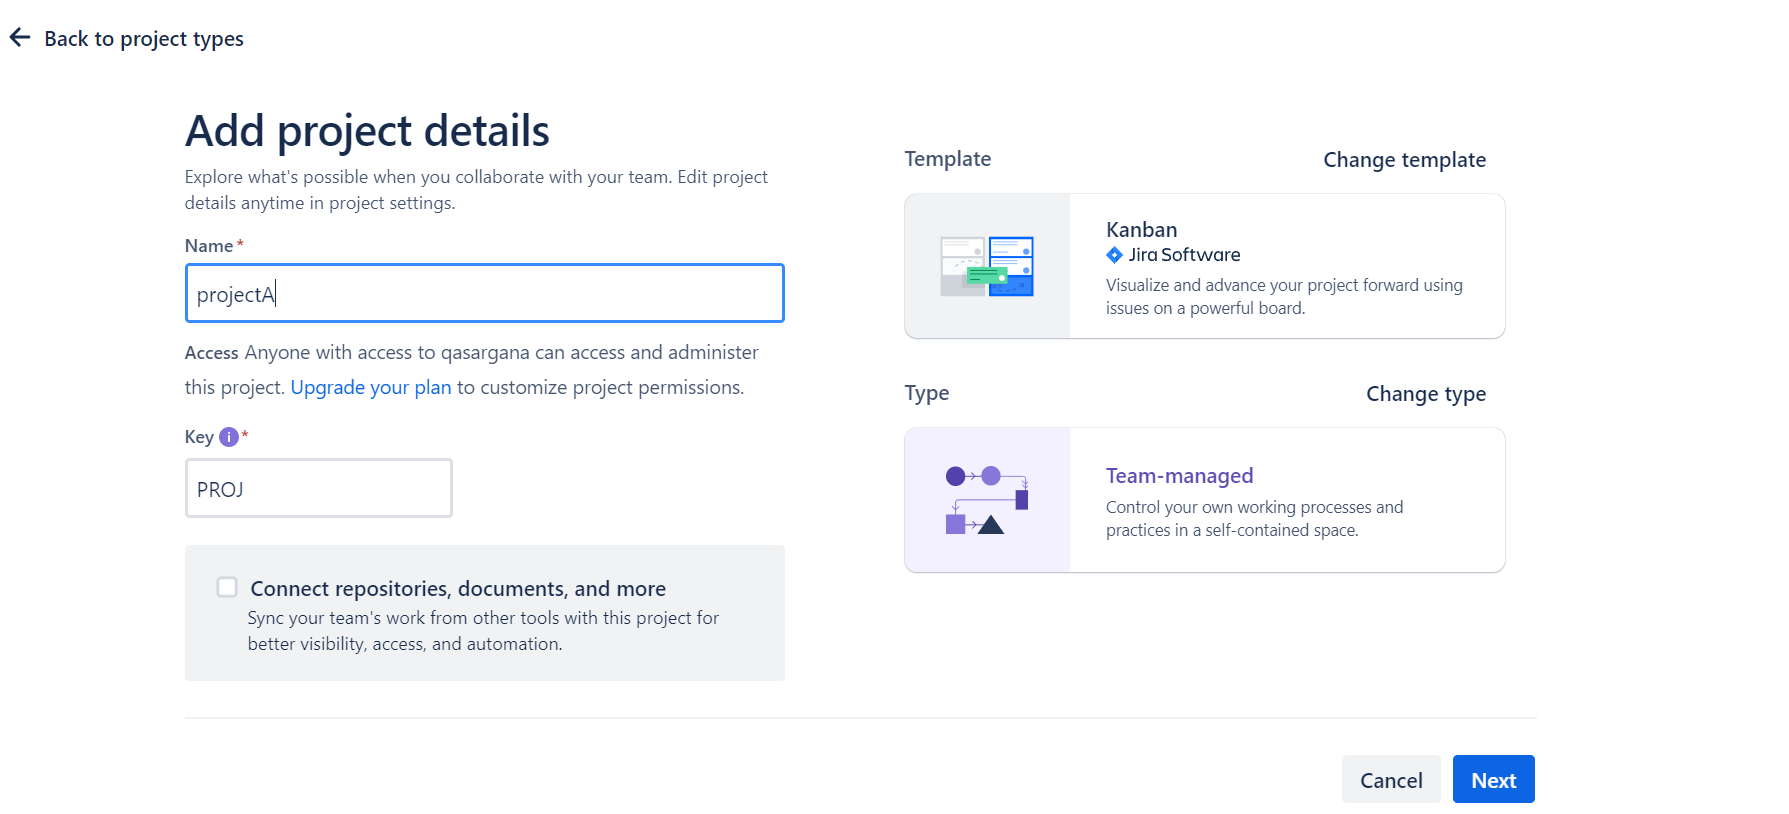 Back to project types
Add project details
Explore what's possible when you collaborate with your team. Edit project
details anytime in project settings.
Name *
projectA
Access Anyone with access to qasargana can access and administer
this project. Upgrade your plan to customize project permissions.
Key i *
PROJ
Connect repositories, documents, and more
Sync your team's work from other tools with this project for
better visibility, access, and automation.
Template
Change template
Kanban
Jira Software
Visualize and advance your project forward using
issues on a powerful board.
Type
Change type
Team-managed
Control your own working processes and
practices in a self-contained space.
Cancel
Next